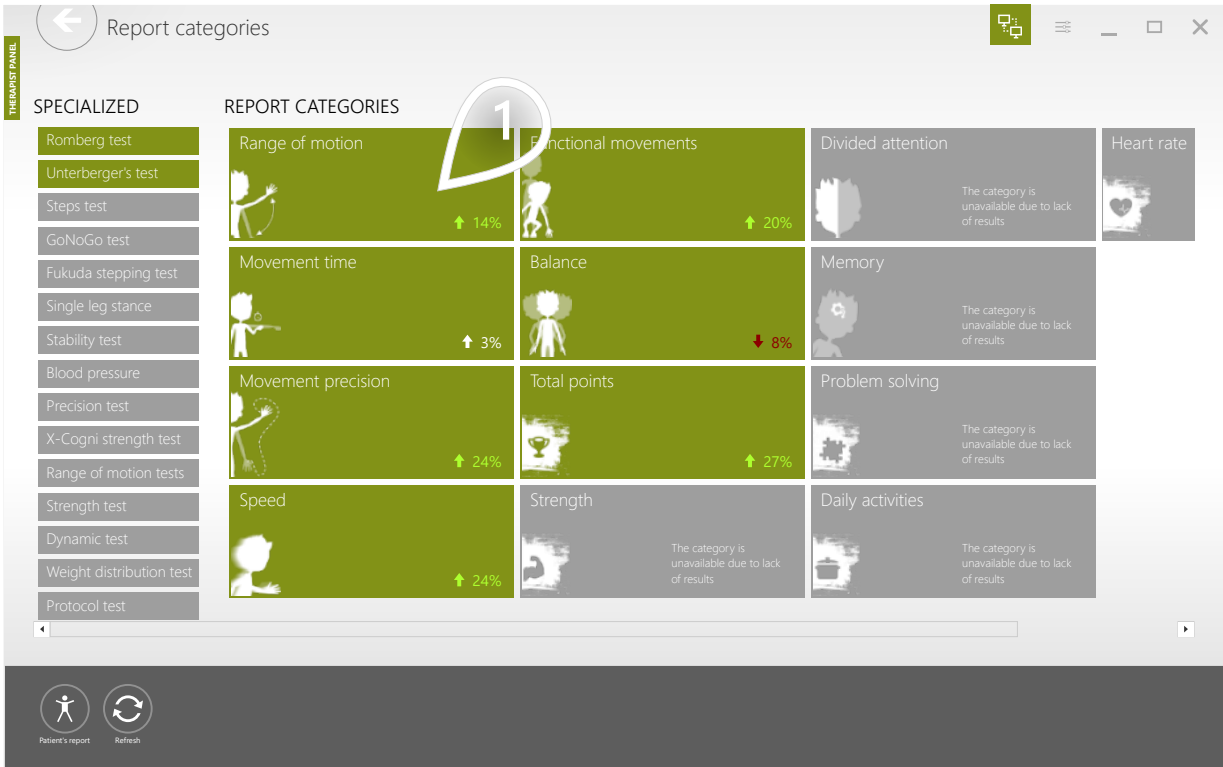 Report categories
THERAPIST PANEL
SPECIALIZED
Romberg test
Unterberger's test
Steps test
GoNoGo test
Fukuda stepping test
Single leg stance
Stability test
Blood pressure
Precision test
X-Cogni strength test
Range of motion tests
Strength test
Dynamic test
Weight distribution test
Protocol test
REPORT CATEGORIES
1
Range of motion
14%
Movement time
3%
Movement precision
24%
Speed
24%
Functional movements
20%
Balance
8%
Total points
27%
Strength
The category is
unavailable due to lack
of results
Divided attention
The category is
unavailable due to lack
of results
Memory
The category is
unavailable due to lack
of results
Problem solving
The category is
unavailable due to lack
of results
Daily activities
The category is
unavailable due to lack
of results
Heart rate
Patient's report
Refresh